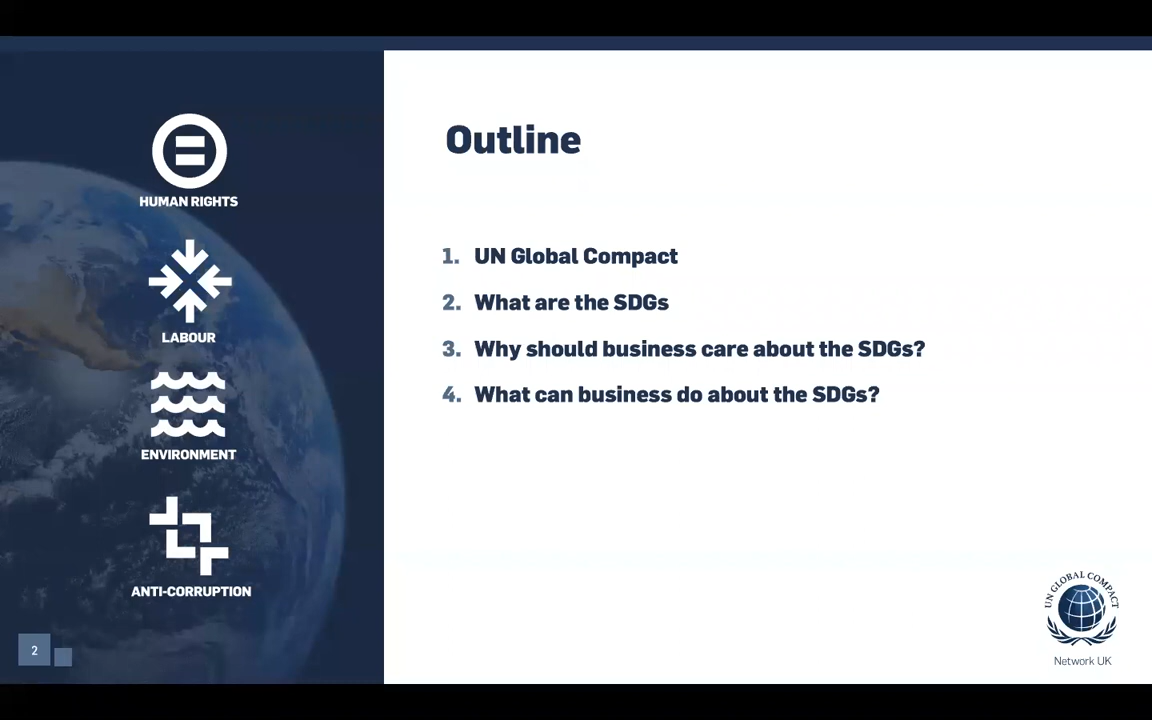 HUMAN RIGHTS
LABOUR
ENVIRONMENT
ANTI-CORRUPTION
2
Outline
1. UN Global Compact
2. What are the SDGs
3. Why should business care about the SDGs?
4. What can business do about the SDGs?
UN GLOBAL COMPACT
Network UK